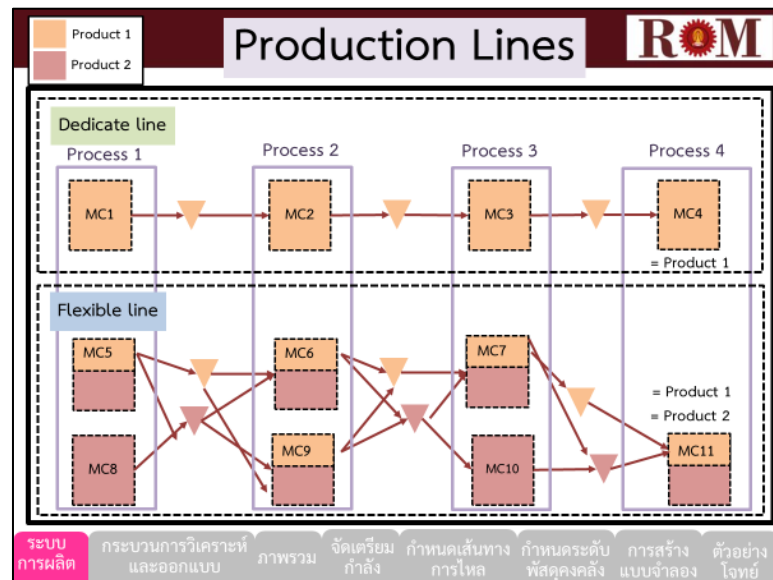 Product 1
Product 2
Production Lines
ROM
Dedicate line
Process 1
Process 2
Process 3
Process 4
MC1
MC2
MC3
MC4
= Product 1
Flexible line
MC5
MC6
MC7
= Product 1
= Product 2
MC8
MC9
MC10
MC11
ระบบ
การผลิต
กระบวนการวิเคราะห์
และออกแบบ
ภาพรวม
จัดเตรียม
กำลัง
กำหนดเส้นทาง
การไหล
กำหนดระดับ
พัสดุคงคลัง
การสร้าง
แบบจำลอง
ตัวอย่าง
โจทย์